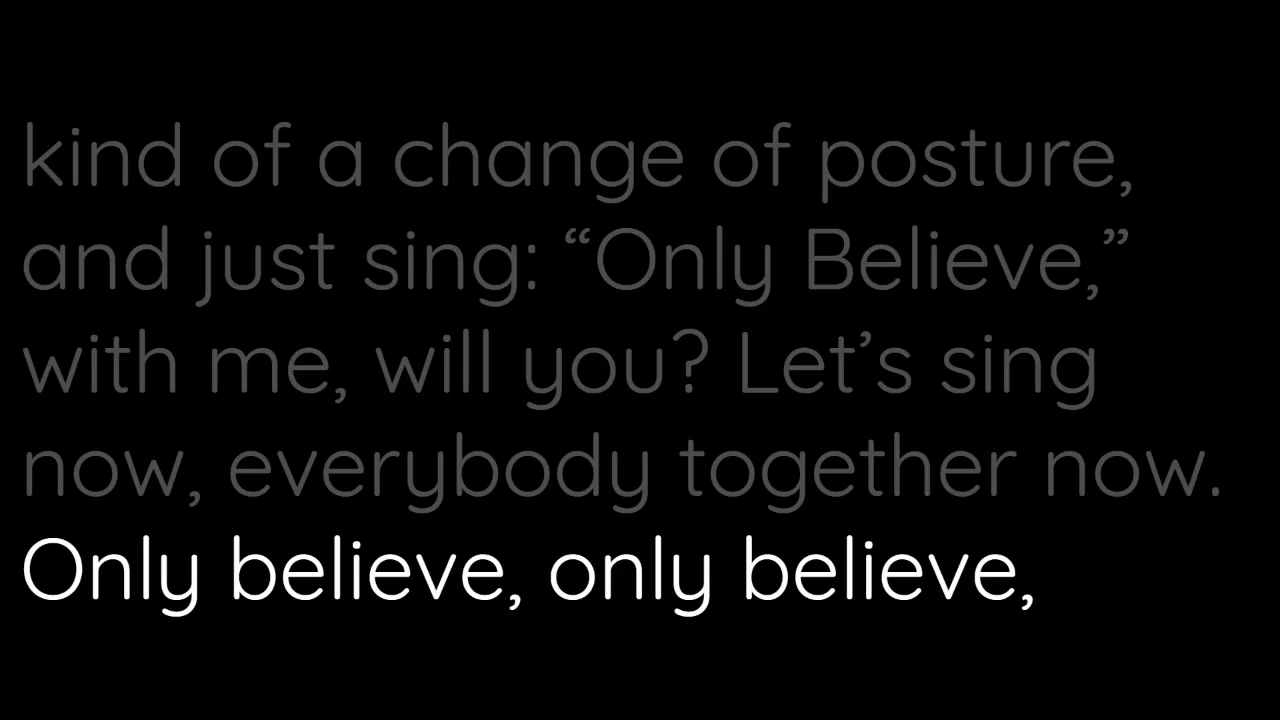 kind of a change of posture,
and just sing: “Only Believe,”
with me, will you? Let’s sing
now, everybody together now.
Only believe, only believe,